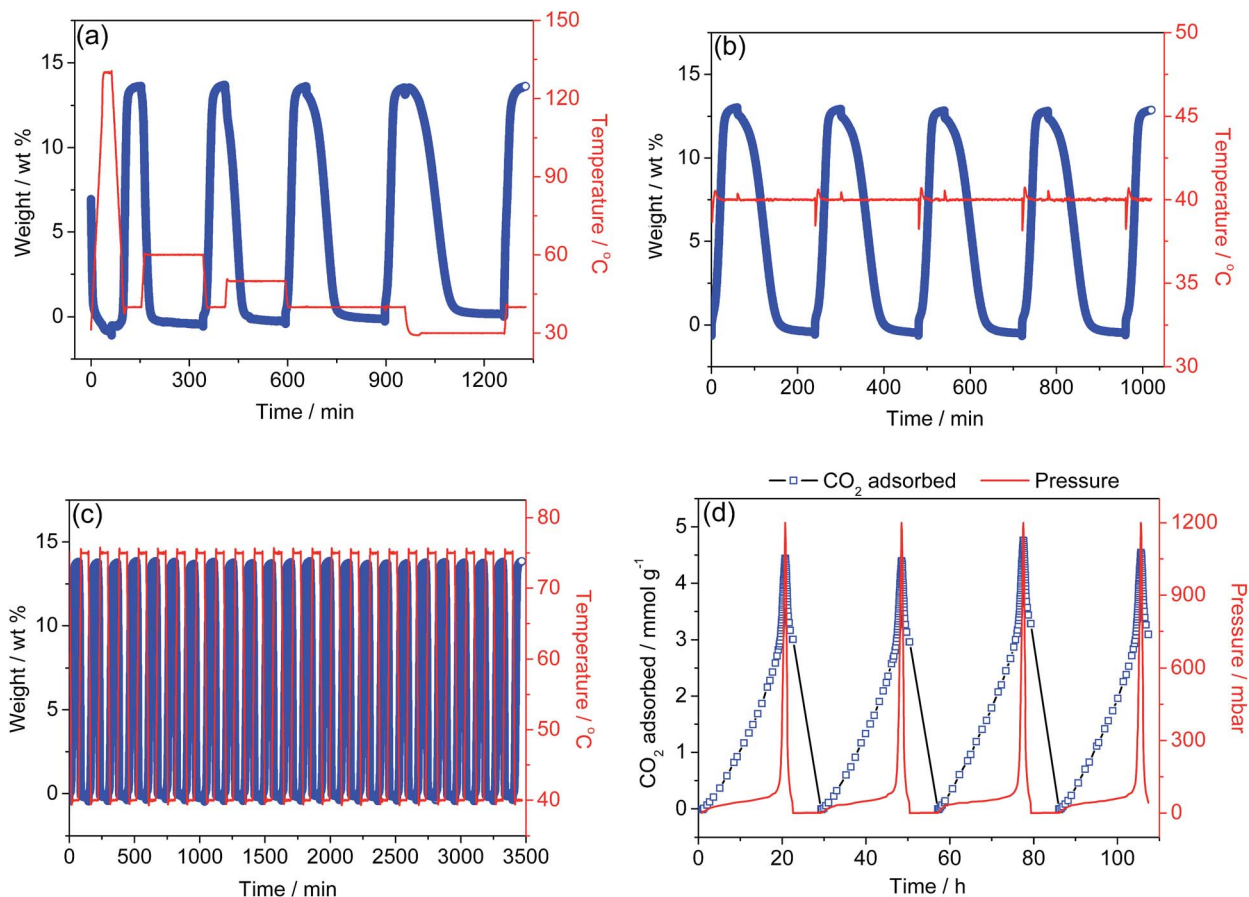 (a)
150
120
90
60
30
15
10
5
0
Weight / wt %
Temperature / °C
0 300 600 900 1200
Time / min
(b)
50
45
40
35
30
15
10
5
0
Weight / wt %
Temperature / °C
0 200 400 600 800 1000
Time / min
(c)
80
70
60
50
40
15
10
5
0
Weight / wt %
Temperature / °C
0 500 1000 1500 2000 2500 3000 3500
Time / min
CO₂ adsorbed Pressure
(d)
5
4
3
2
1
0
1200
900
600
300
0
CO₂ adsorbed / mmol g⁻¹
Pressure / mbar
0 20 40 60 80 100
Time / h